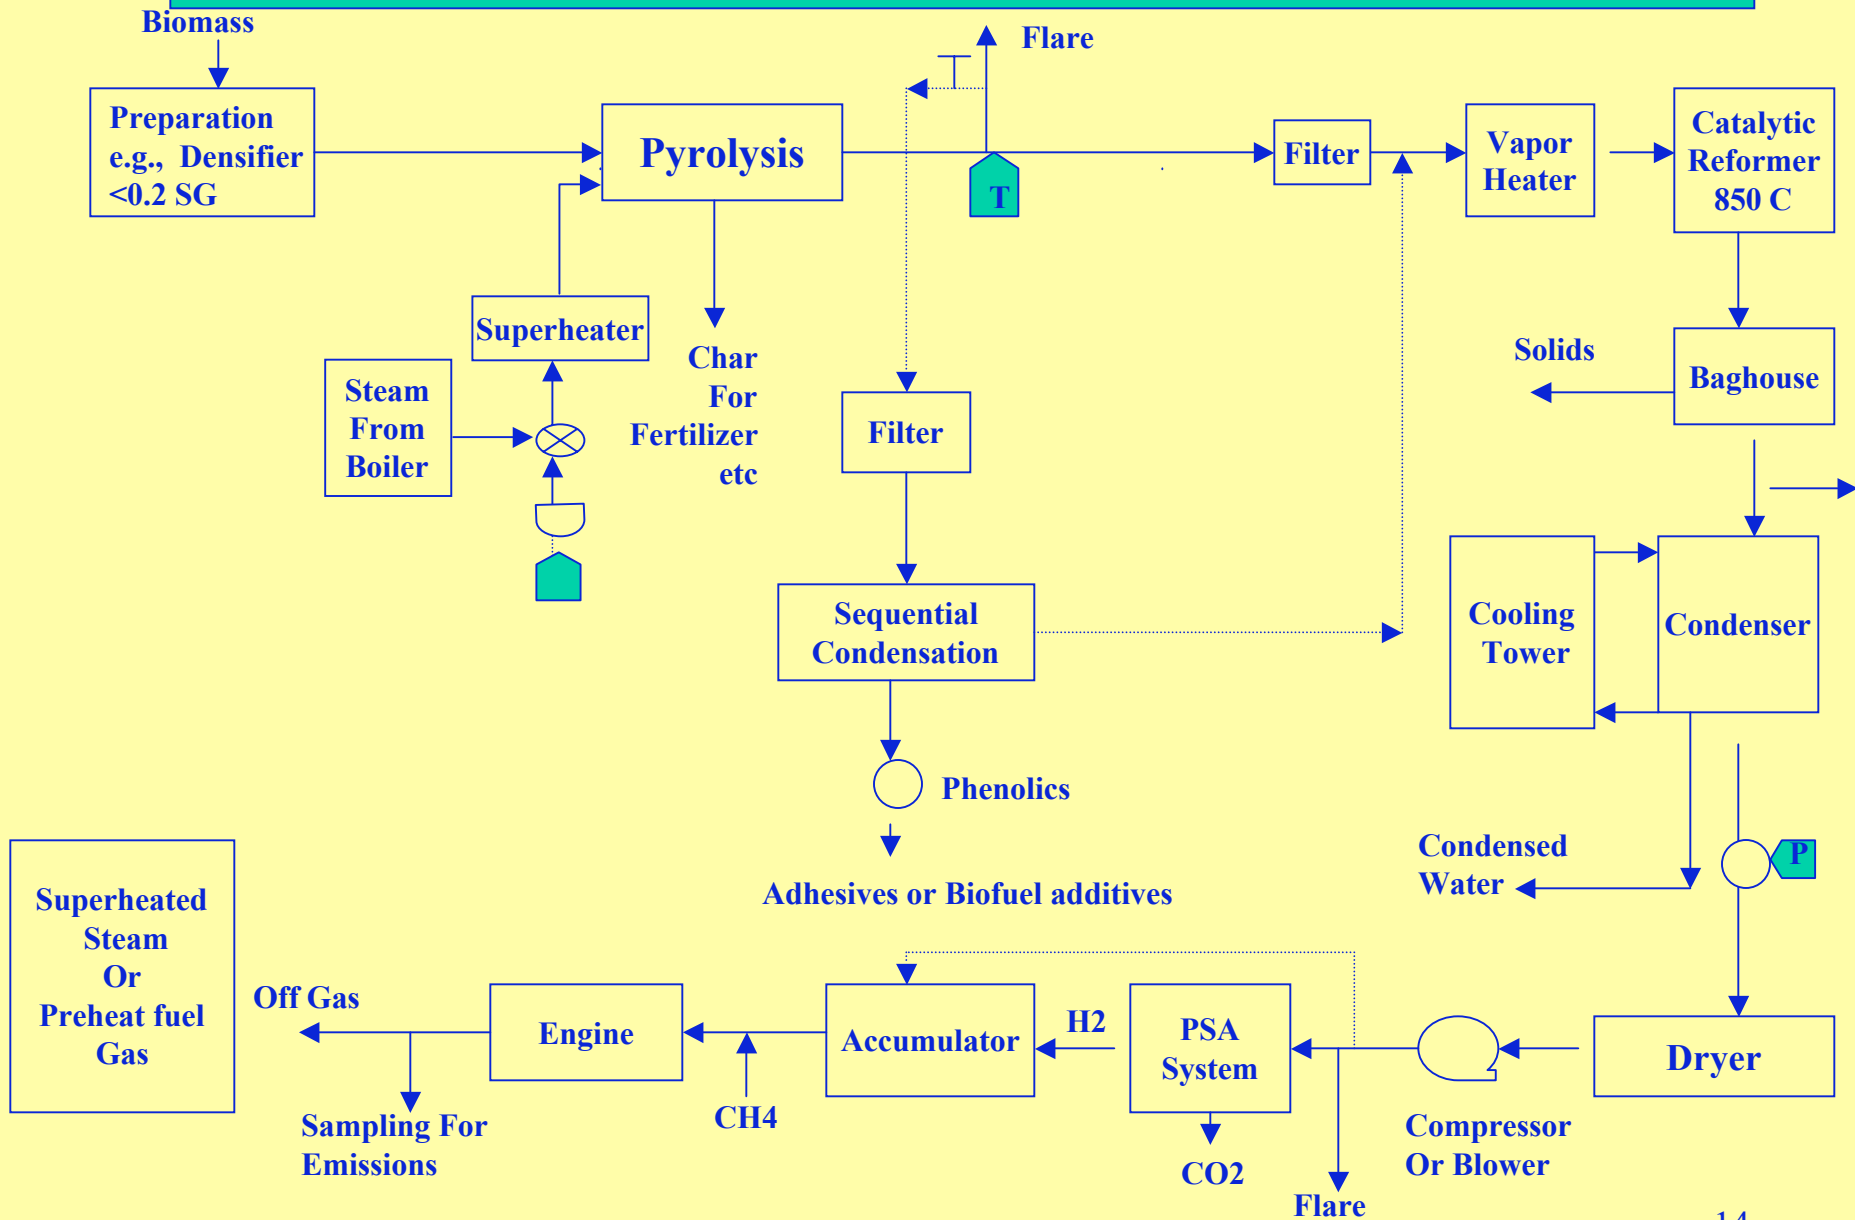 Biomass
Flare
Preparation
e.g., Densifier
<0.2 SG
Pyrolysis
T
Filter
Vapor
Heater
Catalytic
Reformer
850 C
Superheater
Steam
From
Boiler
Char
For
Fertilizer
etc
Filter
Solids
Baghouse
Sequential
Condensation
Cooling
Tower
Condenser
Phenolics
Adhesives or Biofuel additives
Condensed
Water
P
Superheated
Steam
Or
Preheat fuel
Gas
Off Gas
Engine
Accumulator
H2
PSA
System
Dryer
Sampling For
Emissions
CH4
CO2
Flare
Compressor
Or Blower
14